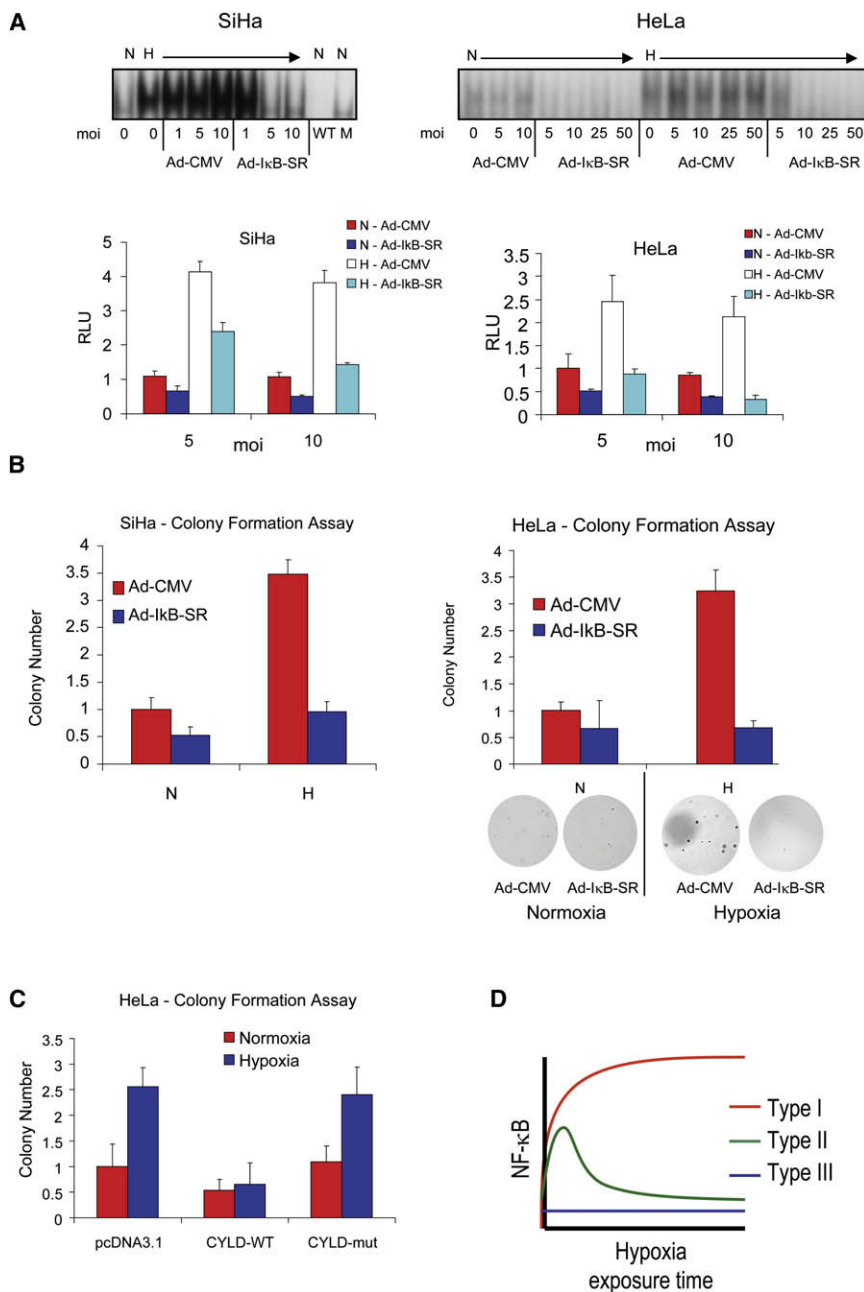 A
SiHa
HeLa
N H N N
N H
moi 0 0 1 5 10 1 5 10 WT M
Ad-CMV Ad-IκB-SR
moi 0 5 10 5 10 25 50 0 5 10 25 50 5 10 25 50
Ad-CMV Ad-IκB-SR Ad-CMV Ad-IκB-SR
SiHa
N - Ad-CMV
N - Ad-IkB-SR
H - Ad-CMV
H - Ad-IkB-SR
RLU
5
4
3
2
1
0
5 moi 10
HeLa
N - Ad-CMV
N - Ad-Ikb-SR
H - Ad-CMV
H - Ad-Ikb-SR
RLU
3.5
3
2.5
2
1.5
1
0.5
0
5 moi 10
B
SiHa - Colony Formation Assay
Ad-CMV
Ad-IkB-SR
Colony Number
4
3.5
3
2.5
2
1.5
1
0.5
0
N H
HeLa - Colony Formation Assay
Ad-CMV
Ad-IkB-SR
Colony Number
4
3.5
3
2.5
2
1.5
1
0.5
0
N H
Ad-CMV Ad-IκB-SR Ad-CMV Ad-IκB-SR
Normoxia Hypoxia
C
HeLa - Colony Formation Assay
Normoxia
Hypoxia
Colony Number
3.5
3
2.5
2
1.5
1
0.5
0
pcDNA3.1 CYLD-WT CYLD-mut
D
NF-κB
Type I
Type II
Type III
Hypoxia
exposure time